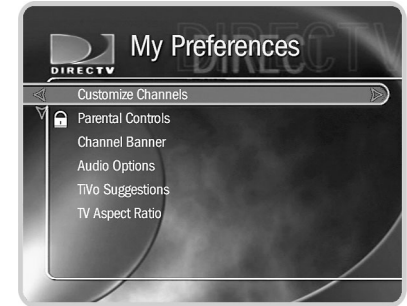 DIRECTV
My Preferences
DIRECTV
Customize Channels
Parental Controls
Channel Banner
Audio Options
TiVo Suggestions
TV Aspect Ratio